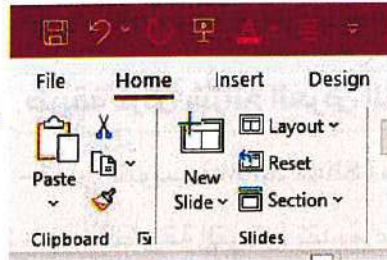 File Home Insert Design
Layout
Reset
Paste New
Slide Section
Clipboard Slides